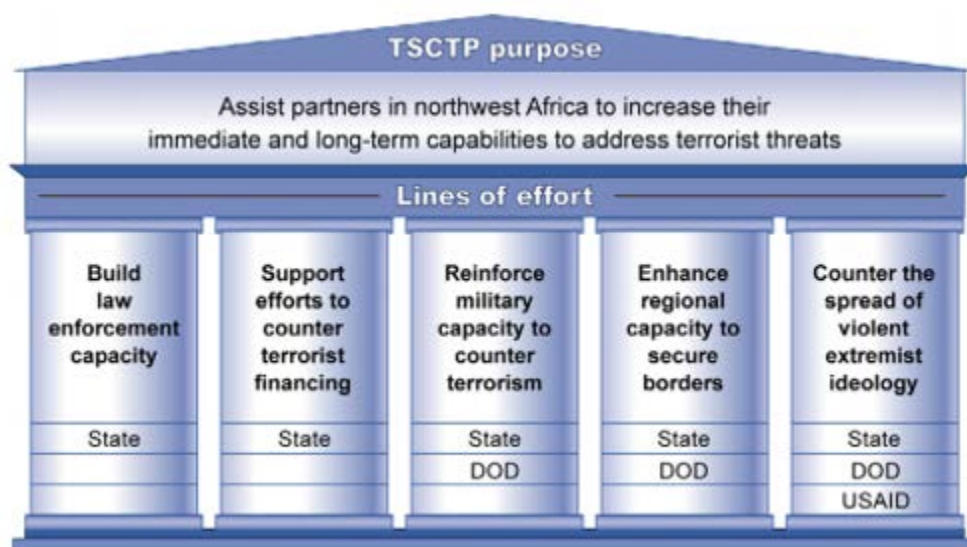 TSCTP purpose
Assist partners in northwest Africa to increase their
immediate and long-term capabilities to address terrorist threats
Lines of effort
Build
law
enforcement
capacity
State
Support
efforts to
counter
terrorist
financing
State
Reinforce
military
capacity to
counter
terrorism
State
DOD
Enhance
regional
capacity to
secure
borders
State
DOD
Counter the
spread of
violent
extremist
ideology
State
DOD
USAID